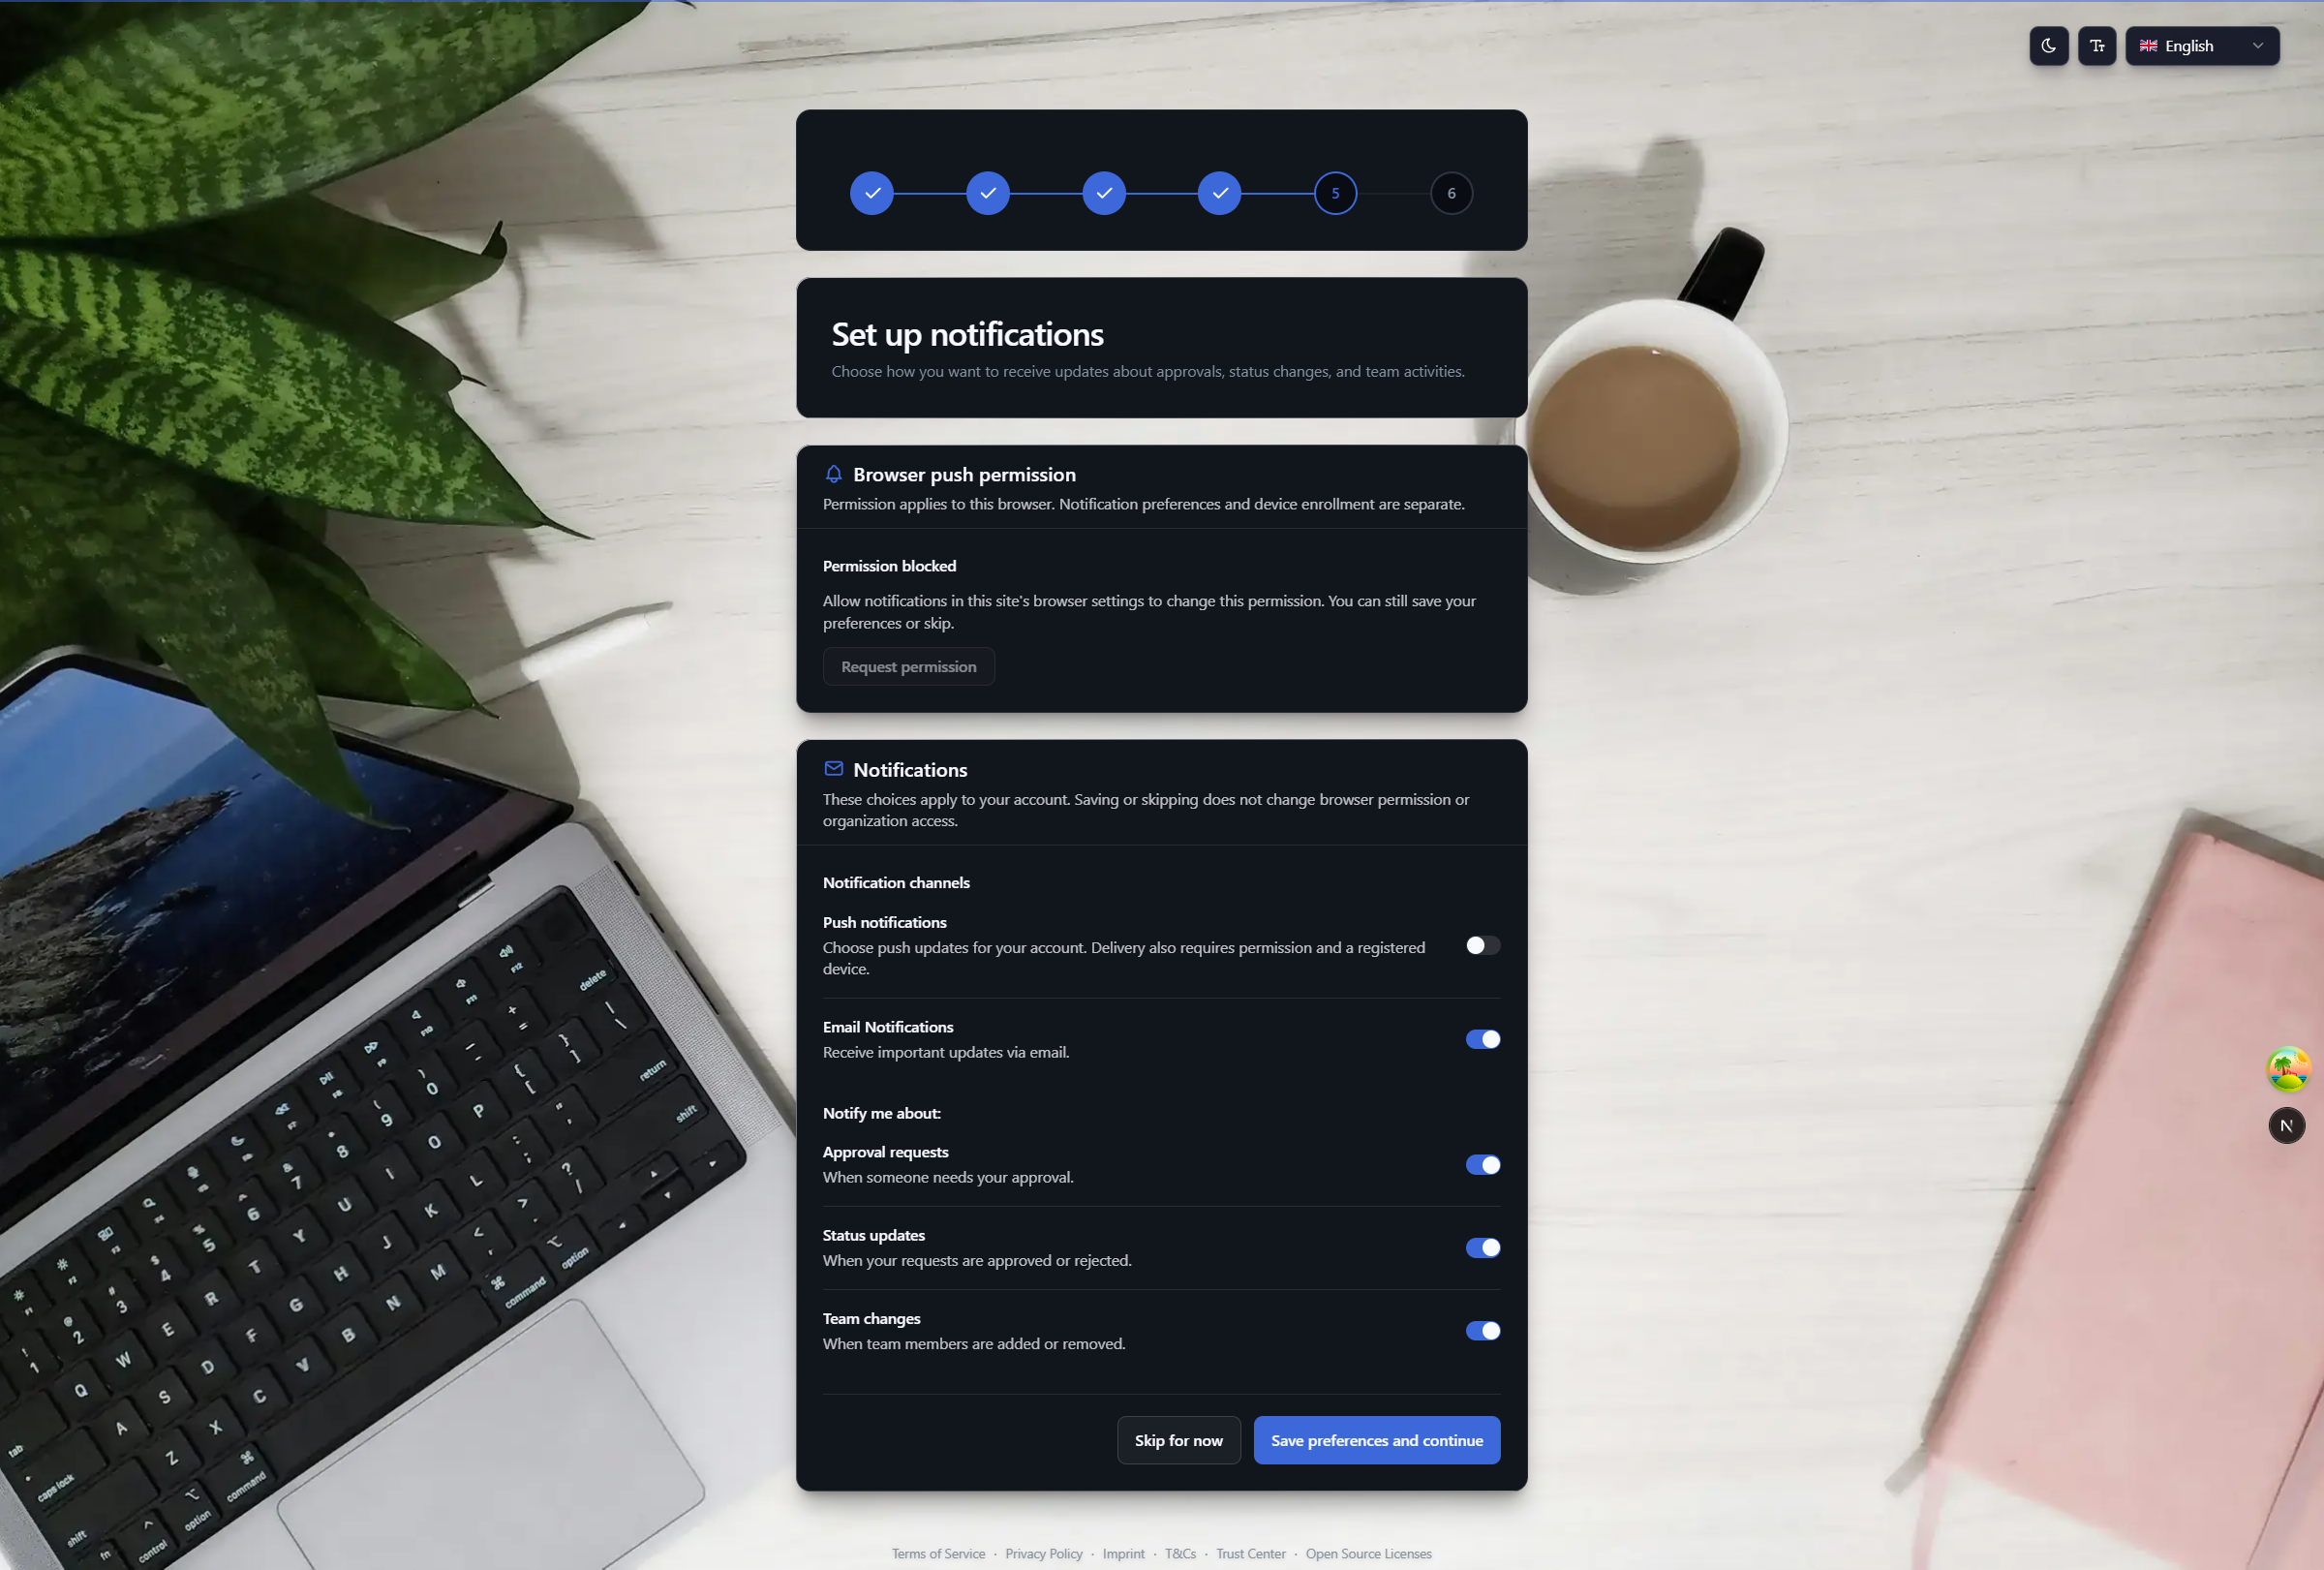 English
5
6
Set up notifications
Choose how you want to receive updates about approvals, status changes, and team activities.
Browser push permission
Permission applies to this browser. Notification preferences and device enrollment are separate.
Permission blocked
Allow notifications in this site's browser settings to change this permission. You can still save your
preferences or skip.
Request permission
Notifications
These choices apply to your account. Saving or skipping does not change browser permission or
organization access.
Notification channels
Push notifications
Choose push updates for your account. Delivery also requires permission and a registered
device.
Email Notifications
Receive important updates via email.
Notify me about:
Approval requests
When someone needs your approval.
Status updates
When your requests are approved or rejected.
Team changes
When team members are added or removed.
Skip for now
Save preferences and continue
Terms of Service · Privacy Policy · Imprint · T&Cs · Trust Center · Open Source Licenses